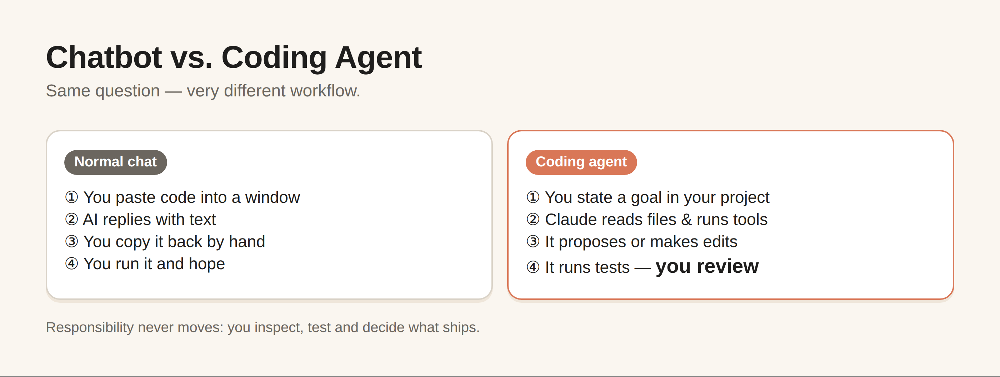 Chatbot vs. Coding Agent
Same question — very different workflow.
Normal chat
① You paste code into a window
② AI replies with text
③ You copy it back by hand
④ You run it and hope
Coding agent
① You state a goal in your project
② Claude reads files & runs tools
③ It proposes or makes edits
④ It runs tests — you review
Responsibility never moves: you inspect, test and decide what ships.